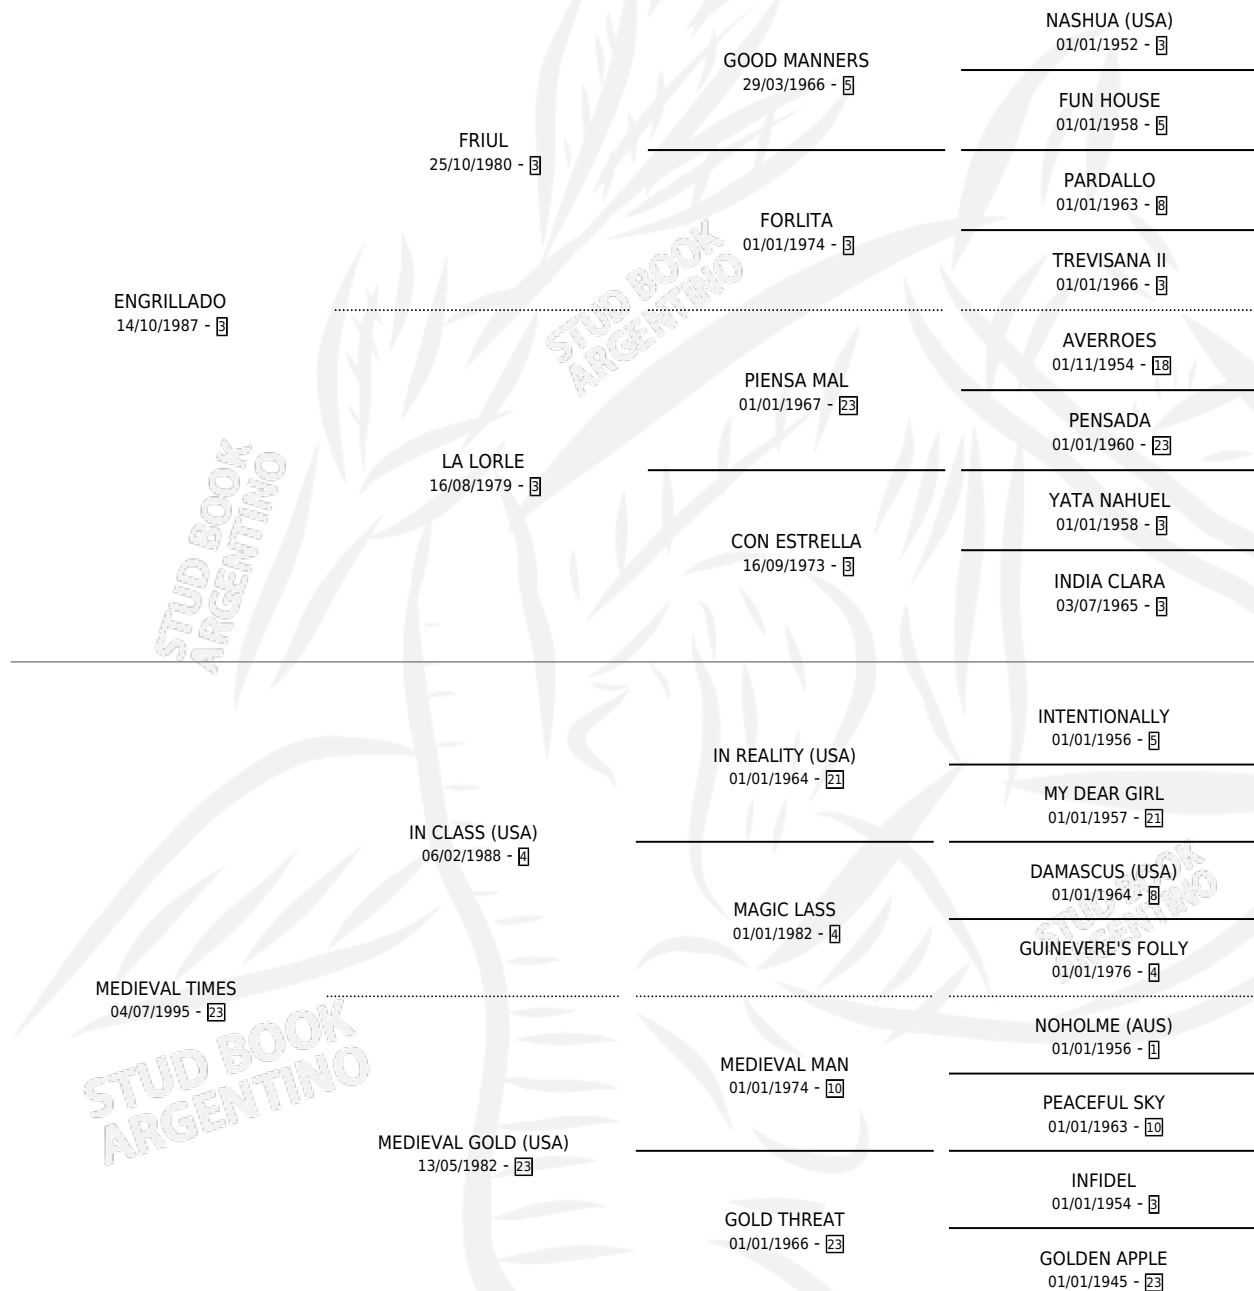 NASHUA (USA)
01/01/1952 - 3
GOOD MANNERS
29/03/1966 - 5
FUN HOUSE
01/01/1958 - 5
FRIUL
25/10/1980 - 3
PARDALLO
01/01/1963 - 8
FORLITA
01/01/1974 - 3
TREVISANA II
01/01/1966 - 3
ENGRILLADO
14/10/1987 - 3
AVERROES
01/11/1954 - 18
PIENSA MAL
01/01/1967 - 23
PENSADA
01/01/1960 - 23
LA LORLE
16/08/1979 - 3
YATA NAHUEL
01/01/1958 - 3
CON ESTRELLA
16/09/1973 - 3
INDIA CLARA
03/07/1965 - 3
INTENTIONALLY
01/01/1956 - 5
IN REALITY (USA)
01/01/1964 - 21
MY DEAR GIRL
01/01/1957 - 21
IN CLASS (USA)
06/02/1988 - 4
DAMASCUS (USA)
01/01/1964 - 8
MAGIC LASS
01/01/1982 - 4
GUINEVERE'S FOLLY
01/01/1976 - 4
MEDIEVAL TIMES
04/07/1995 - 23
NOHOLME (AUS)
01/01/1956 - 1
MEDIEVAL MAN
01/01/1974 - 10
PEACEFUL SKY
01/01/1963 - 10
MEDIEVAL GOLD (USA)
13/05/1982 - 23
INFIDEL
01/01/1954 - 3
GOLD THREAT
01/01/1966 - 23
GOLDEN APPLE
01/01/1945 - 23
STUD BOOK
ARGENTINO
STUD BOOK
ARGENTINO
STUD BOOK
ARGENTINO
STUD BOOK
ARGENTINO